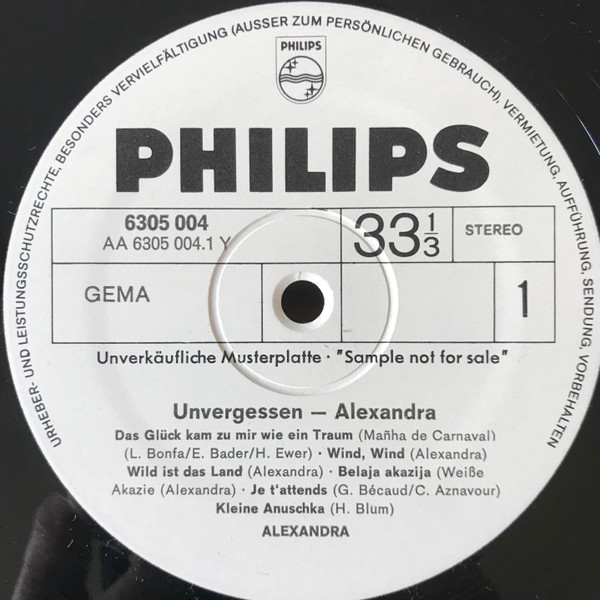 URHEBER- UND LEISTUNGSSCHUTZRECHTE, BESONDERS VERVIELFÄLTIGUNG (AUSSER ZUM PERSÖNLICHEN GEBRAUCH), VERMIETUNG, AUFFÜHRUNG, SENDUNG, VORBEHALTEN
PHILIPS
PHILIPS
6305 004
AA 6305 004.1 Y
33 1/3
STEREO
GEMA
1
Unverkäufliche Musterplatte · "Sample not for sale"
Unvergessen — Alexandra
Das Glück kam zu mir wie ein Traum (Mañha de Carnaval)
(L. Bonfa/E. Bader/H. Ewer) · Wind, Wind (Alexandra)
Wild ist das Land (Alexandra) · Belaja akazija (Weiße
Akazie (Alexandra) · Je t'attends (G. Bécaud/C. Aznavour)
Kleine Anuschka (H. Blum)
ALEXANDRA